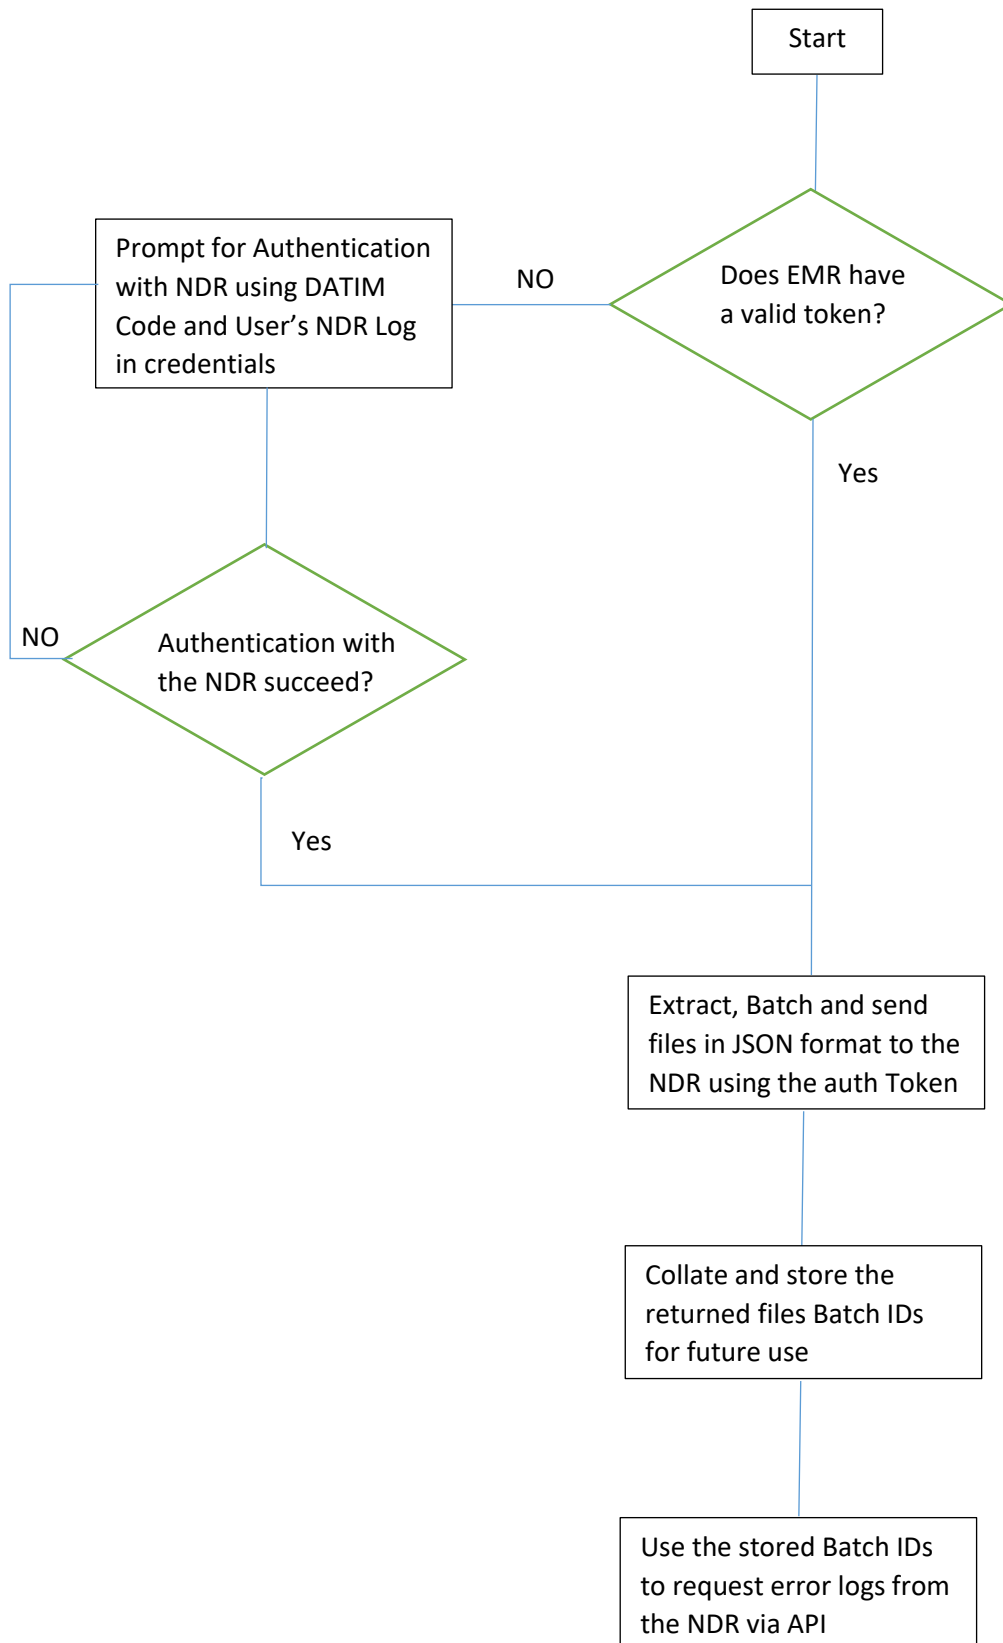 Start
Does EMR have
a valid token?
NO
Prompt for Authentication
with NDR using DATIM
Code and User’s NDR Log
in credentials
Yes
NO
Authentication with
the NDR succeed?
Yes
Extract, Batch and send
files in JSON format to the
NDR using the auth Token
Collate and store the
returned files Batch IDs
for future use
Use the stored Batch IDs
to request error logs from
the NDR via API